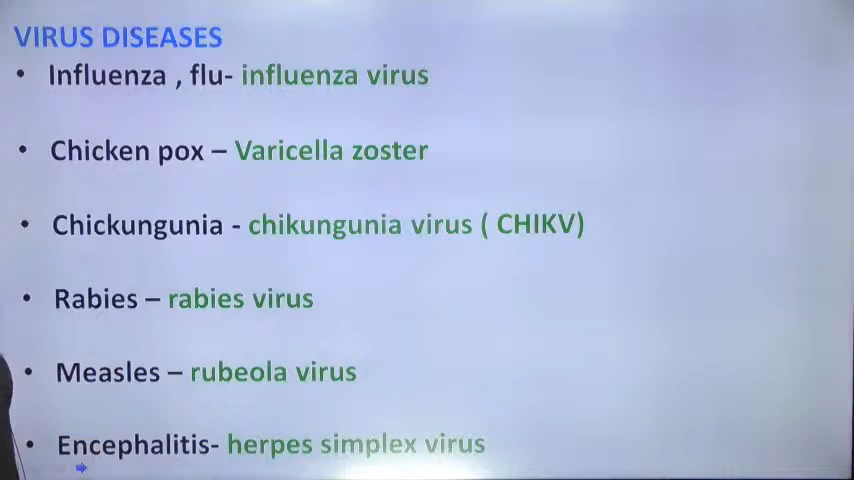 VIRUS DISEASES
• Influenza , flu- influenza virus
• Chicken pox – Varicella zoster
• Chickungunia - chikungunia virus ( CHIKV)
• Rabies – rabies virus
• Measles – rubeola virus
• Encephalitis- herpes simplex virus